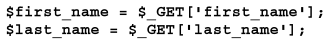 $first_name = $_GET['first_name'];
$last_name = $_GET['last_name'];